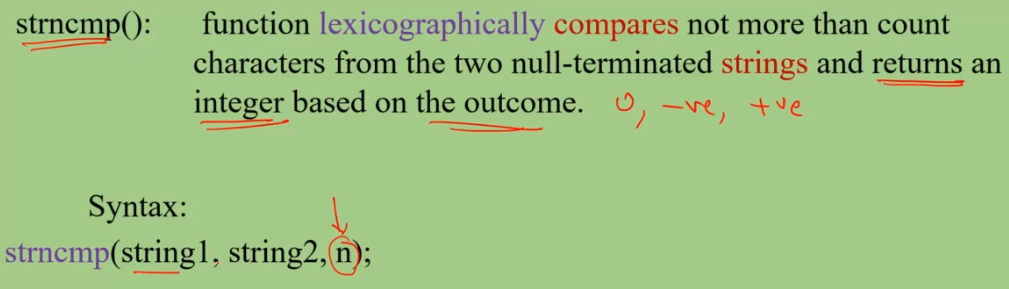 strncmp(): function lexicographically compares not more than count
characters from the two null-terminated strings and returns an
integer based on the outcome. 0, -ve, +ve
Syntax:
strncmp(string1, string2, n);